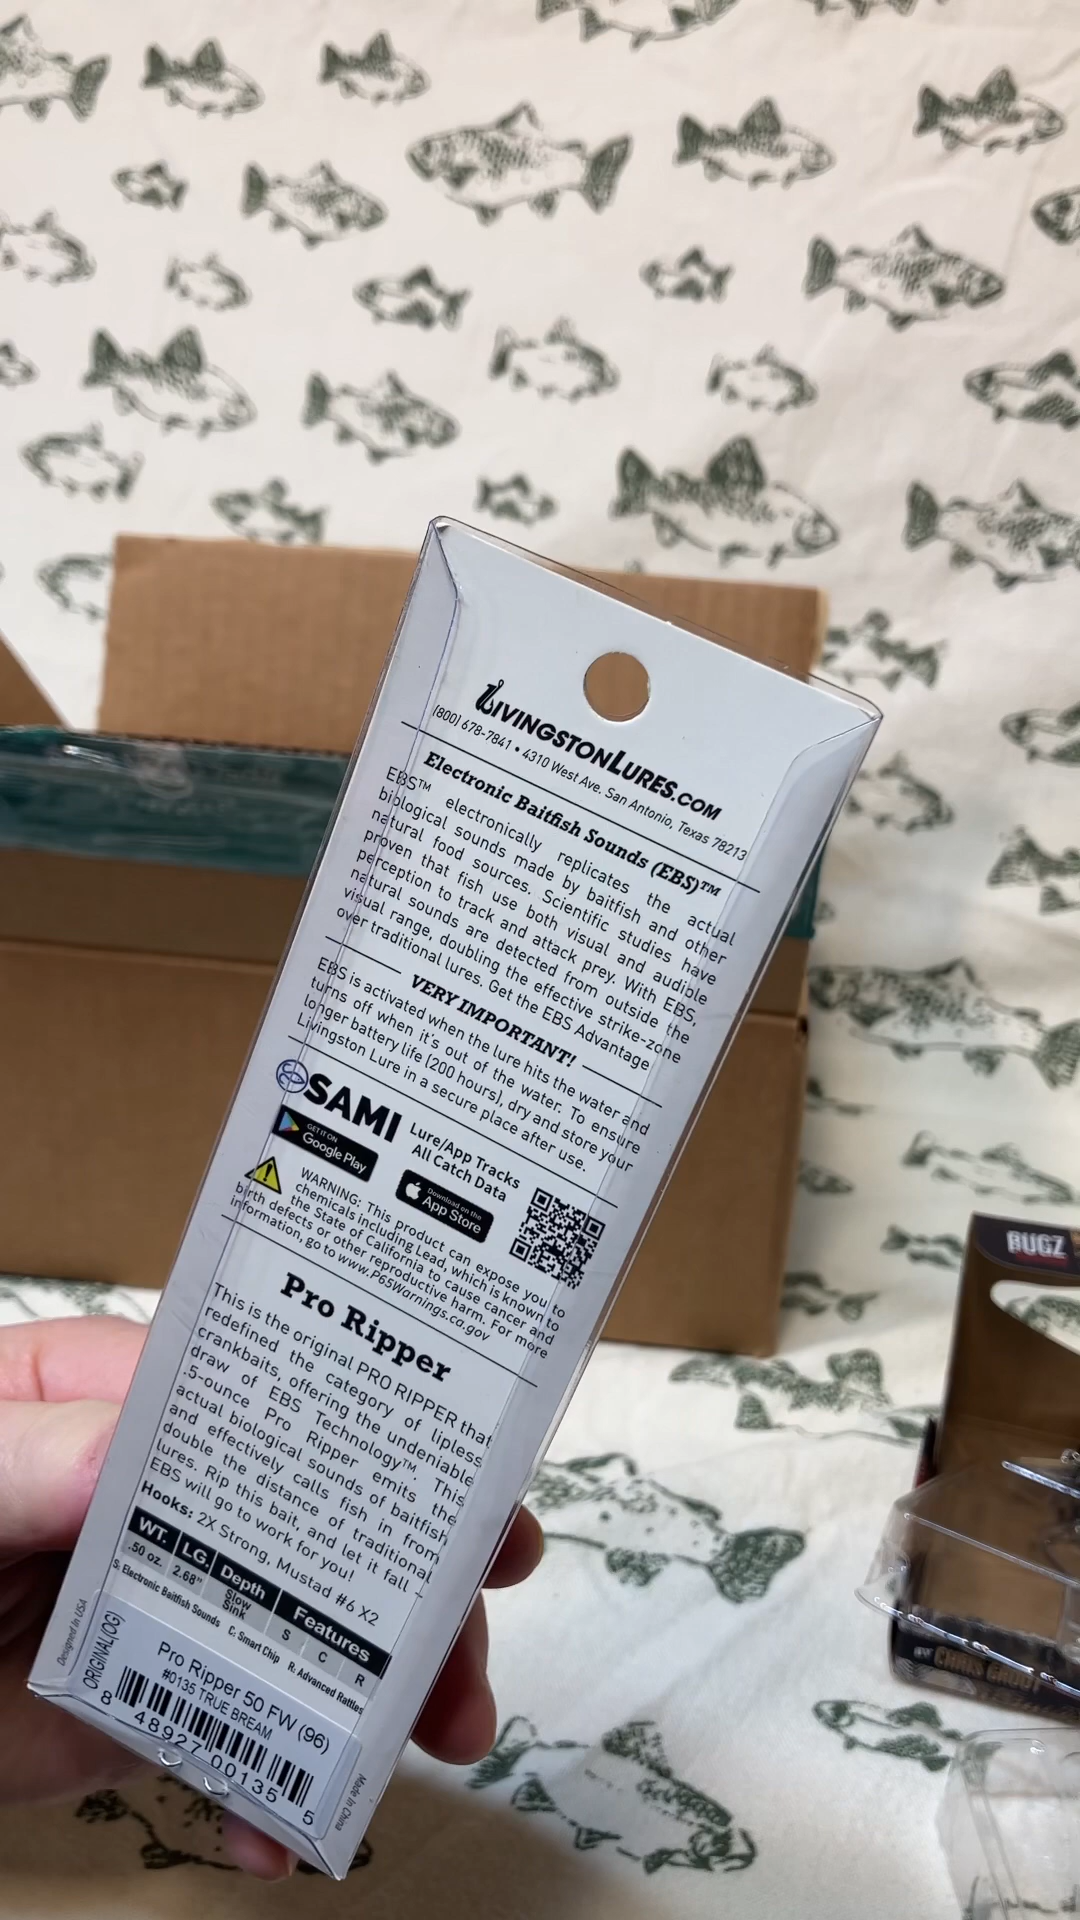 LIVINGSTONLURES.COM
(800) 678-7841 • 4310 West Ave. San Antonio, Texas 78213
Electronic Baitfish Sounds (EBS)™
EBS™ electronically replicates the actual
biological sounds made by baitfish and other
natural food sources. Scientific studies have
proven that fish use both visual and audible
perception to track and attack prey. With EBS,
natural sounds are detected from outside the
visual range, doubling the effective strike-zone
over traditional lures. Get the EBS Advantage
VERY IMPORTANT!
EBS is activated when the lure hits the water and
turns off when it's out of the water. To ensure
longer battery life (200 hours), dry and store your
Livingston Lure in a secure place after use.
SAMI
Lure/App Tracks
All Catch Data
GET IT ON
Google Play
Download on the
App Store
WARNING: This product can expose you to
chemicals including Lead, which is known to
the State of California to cause cancer and
birth defects or other reproductive harm. For more
information, go to www.P65Warnings.ca.gov
Pro Ripper
This is the original PRO RIPPER that
redefined the category of lipless
crankbaits, offering the undeniable
draw of EBS Technology™. This
.5-ounce Pro Ripper emits the
actual biological sounds of baitfish
and effectively calls fish in from
double the distance of traditional
lures. Rip this bait, and let it fall -
EBS will go to work for you!
Hooks: 2X Strong, Mustad #6 X2
WT. LG. Depth Features
.50 oz. 2.68" Slow Sink S C R
S: Electronic Baitfish Sounds C: Smart Chip R: Advanced Rattles
Designed in USA
ORIGINAL(OG)
Pro Ripper 50 FW (96)
#0135 TRUE BREAM
8 48927 00135 5
Made in China
BUGZ
BY CHRIS GROOT